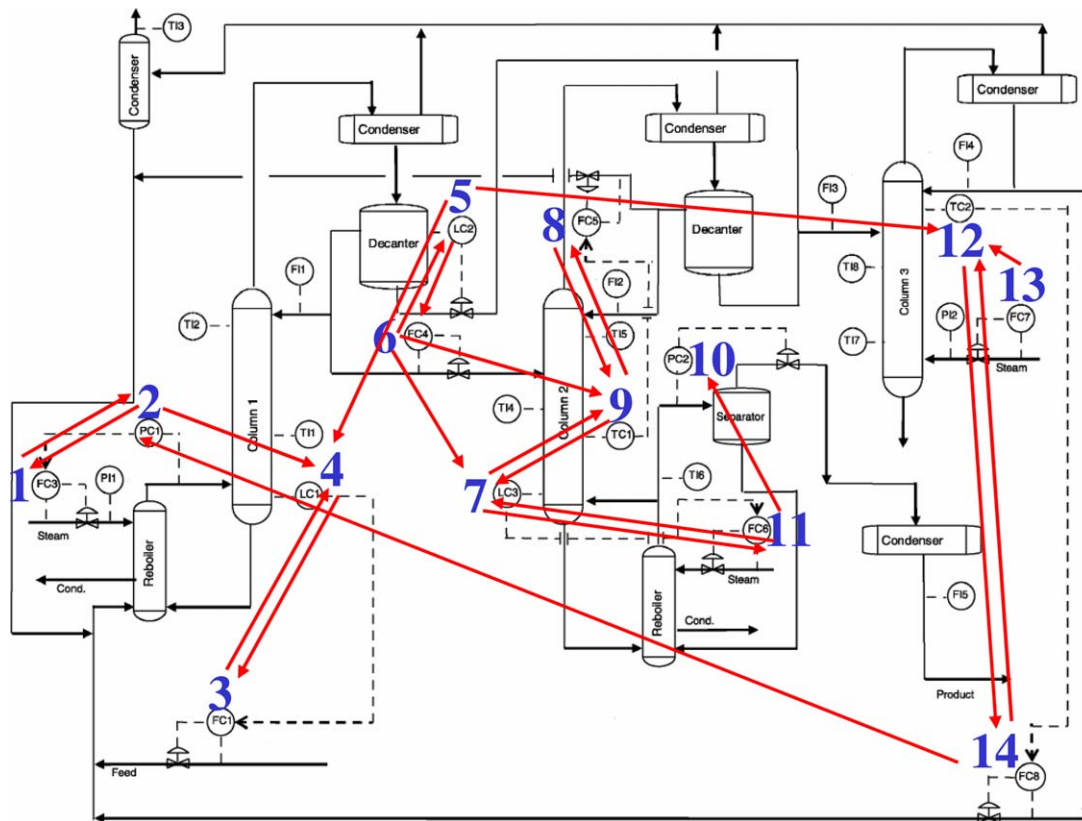 TI3
Condenser
Condenser
Condenser
Condenser
FI4
5
FC5
8
FI3
TC2
LC2
Decanter
Decanter
12
TI8
Column 3
13
FI1
FI2
TI2
6
FC4
TI5
PI2
FC7
PC2
10
TI7
Steam
2
PC1
Column 1
TI1
TI4
Column 2
9
TC1
Separator
1
FC3
PI1
4
LC1
7
LC3
TI6
11
FC6
Steam
Reboiler
Cond.
Steam
Reboiler
Cond.
Condenser
FI5
3
FC1
Product
14
FC8
Feed